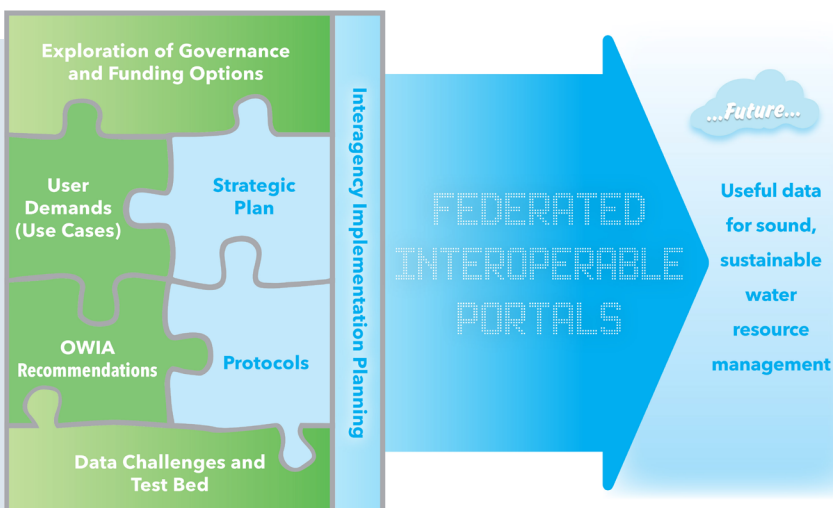 Exploration of Governance
and Funding Options
User
Demands
(Use Cases)
Strategic
Plan
OWIA
Recommendations
Protocols
Data Challenges and
Test Bed
Interagency Implementation Planning
FEDERATED
INTEROPERABLE
PORTALS
...Future...
Useful data
for sound,
sustainable
water
resource
management